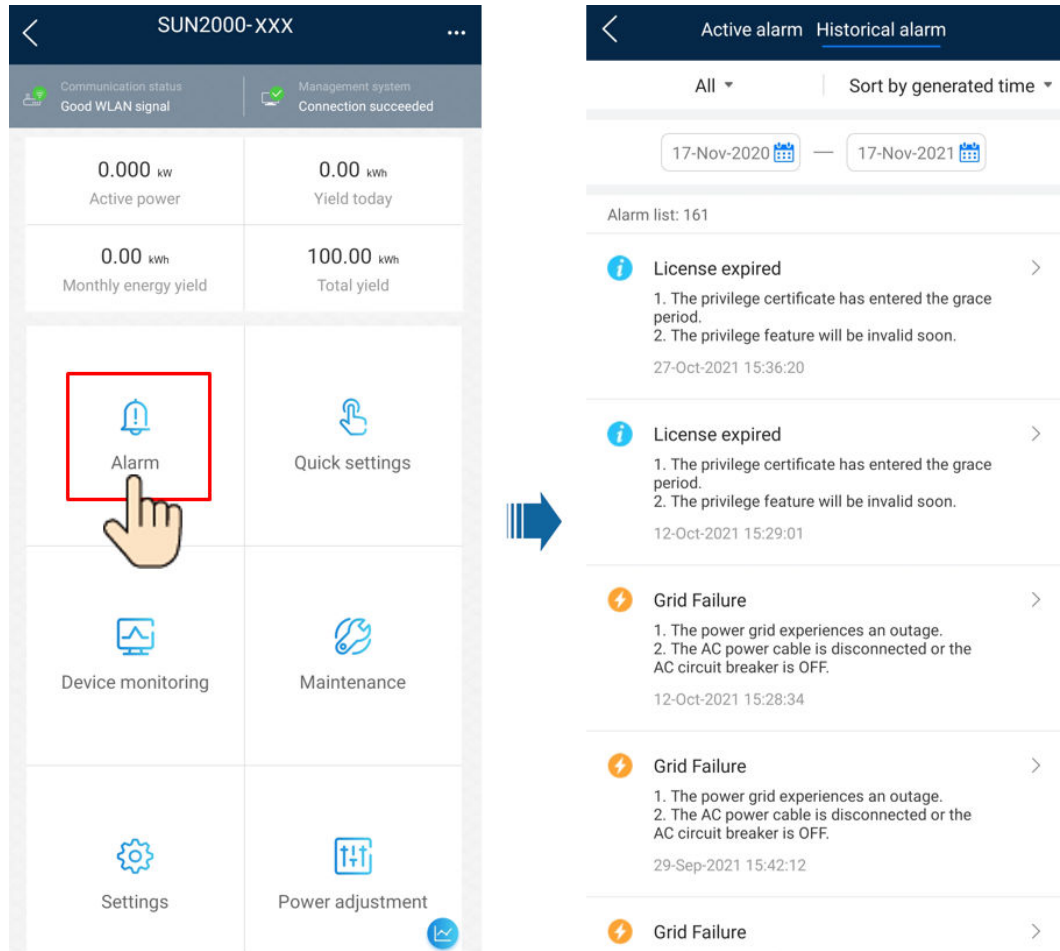 SUN2000-XXX
...
Communication status
Good WLAN signal
Management system
Connection succeeded
0.000 kW
Active power
0.00 kWh
Yield today
0.00 kWh
Monthly energy yield
100.00 kWh
Total yield
Alarm
Quick settings
Device monitoring
Maintenance
Settings
Power adjustment
Active alarm Historical alarm
All
Sort by generated time
17-Nov-2020 — 17-Nov-2021
Alarm list: 161
License expired
1. The privilege certificate has entered the grace
period.
2. The privilege feature will be invalid soon.
27-Oct-2021 15:36:20
License expired
1. The privilege certificate has entered the grace
period.
2. The privilege feature will be invalid soon.
12-Oct-2021 15:29:01
Grid Failure
1. The power grid experiences an outage.
2. The AC power cable is disconnected or the
AC circuit breaker is OFF.
12-Oct-2021 15:28:34
Grid Failure
1. The power grid experiences an outage.
2. The AC power cable is disconnected or the
AC circuit breaker is OFF.
29-Sep-2021 15:42:12
Grid Failure